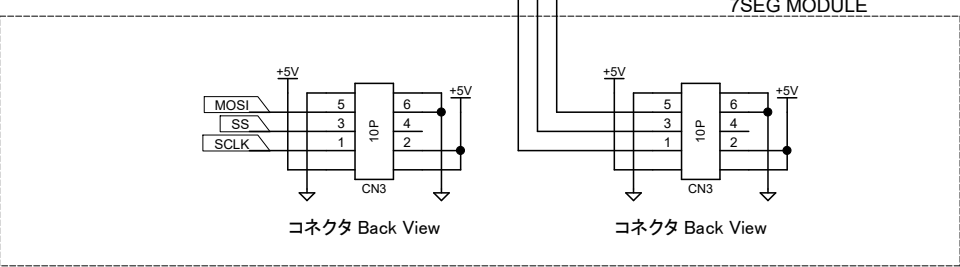 7SEG MODULE
+5V
+5V
MOSI
SS
SCLK
5
3
1
10P
6
4
2
CN3
コネクタ Back View
+5V
+5V
5
3
1
10P
6
4
2
CN3
コネクタ Back View